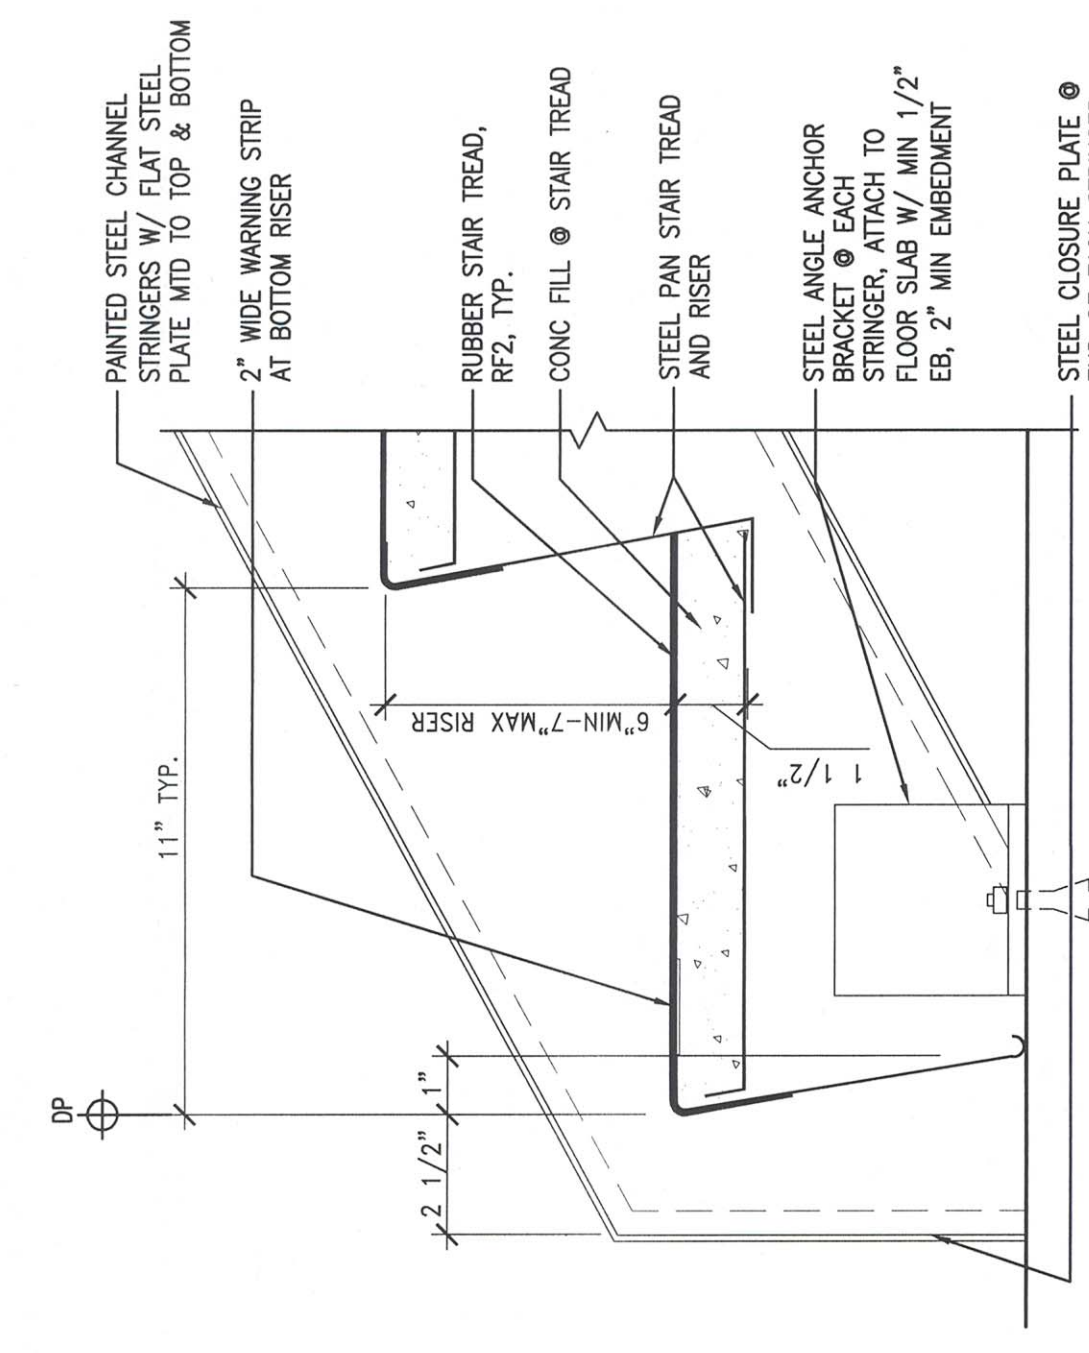 PAINTED STEEL CHANNEL
STRINGERS W/ FLAT STEEL
PLATE MTD TO TOP & BOTTOM
2" WIDE WARNING STRIP
AT BOTTOM RISER
RUBBER STAIR TREAD,
RF2, TYP.
CONC FILL @ STAIR TREAD
STEEL PAN STAIR TREAD
AND RISER
STEEL ANGLE ANCHOR
BRACKET @ EACH
STRINGER, ATTACH TO
FLOOR SLAB W/ MIN 1/2"
EB, 2" MIN EMBEDMENT
STEEL CLOSURE PLATE @
DP
11" TYP.
2 1/2"
1"
6"MIN-7"MAX RISER
1 1/2"